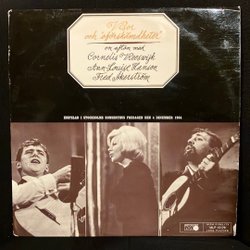 och "oförskämdheter"
en afton med
Cornelis Vreeswijk
Ann-Louise Hanson
Fred Åkerström
INSPELAD I STOCKHOLMS KONSERTHUS FREDAGEN DEN 4 DECEMBER 1964